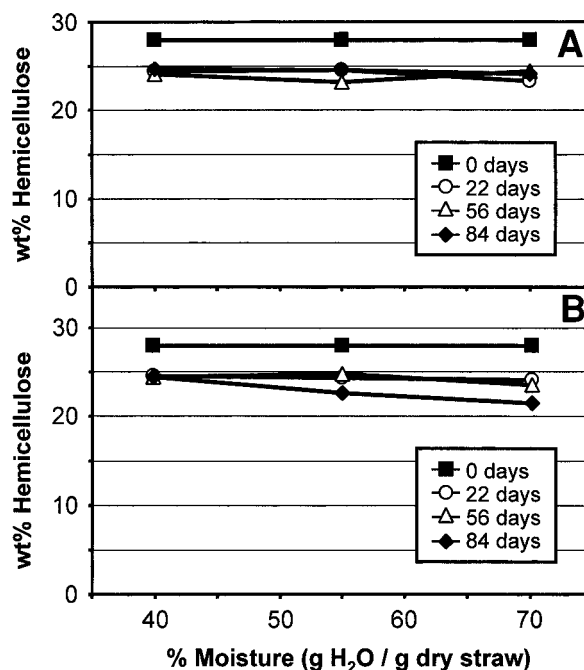 30
A
20
10
0
wt% Hemicellulose
0 days
22 days
56 days
84 days
30
B
20
10
0
wt% Hemicellulose
0 days
22 days
56 days
84 days
40 50 60 70
% Moisture (g H₂O / g dry straw)